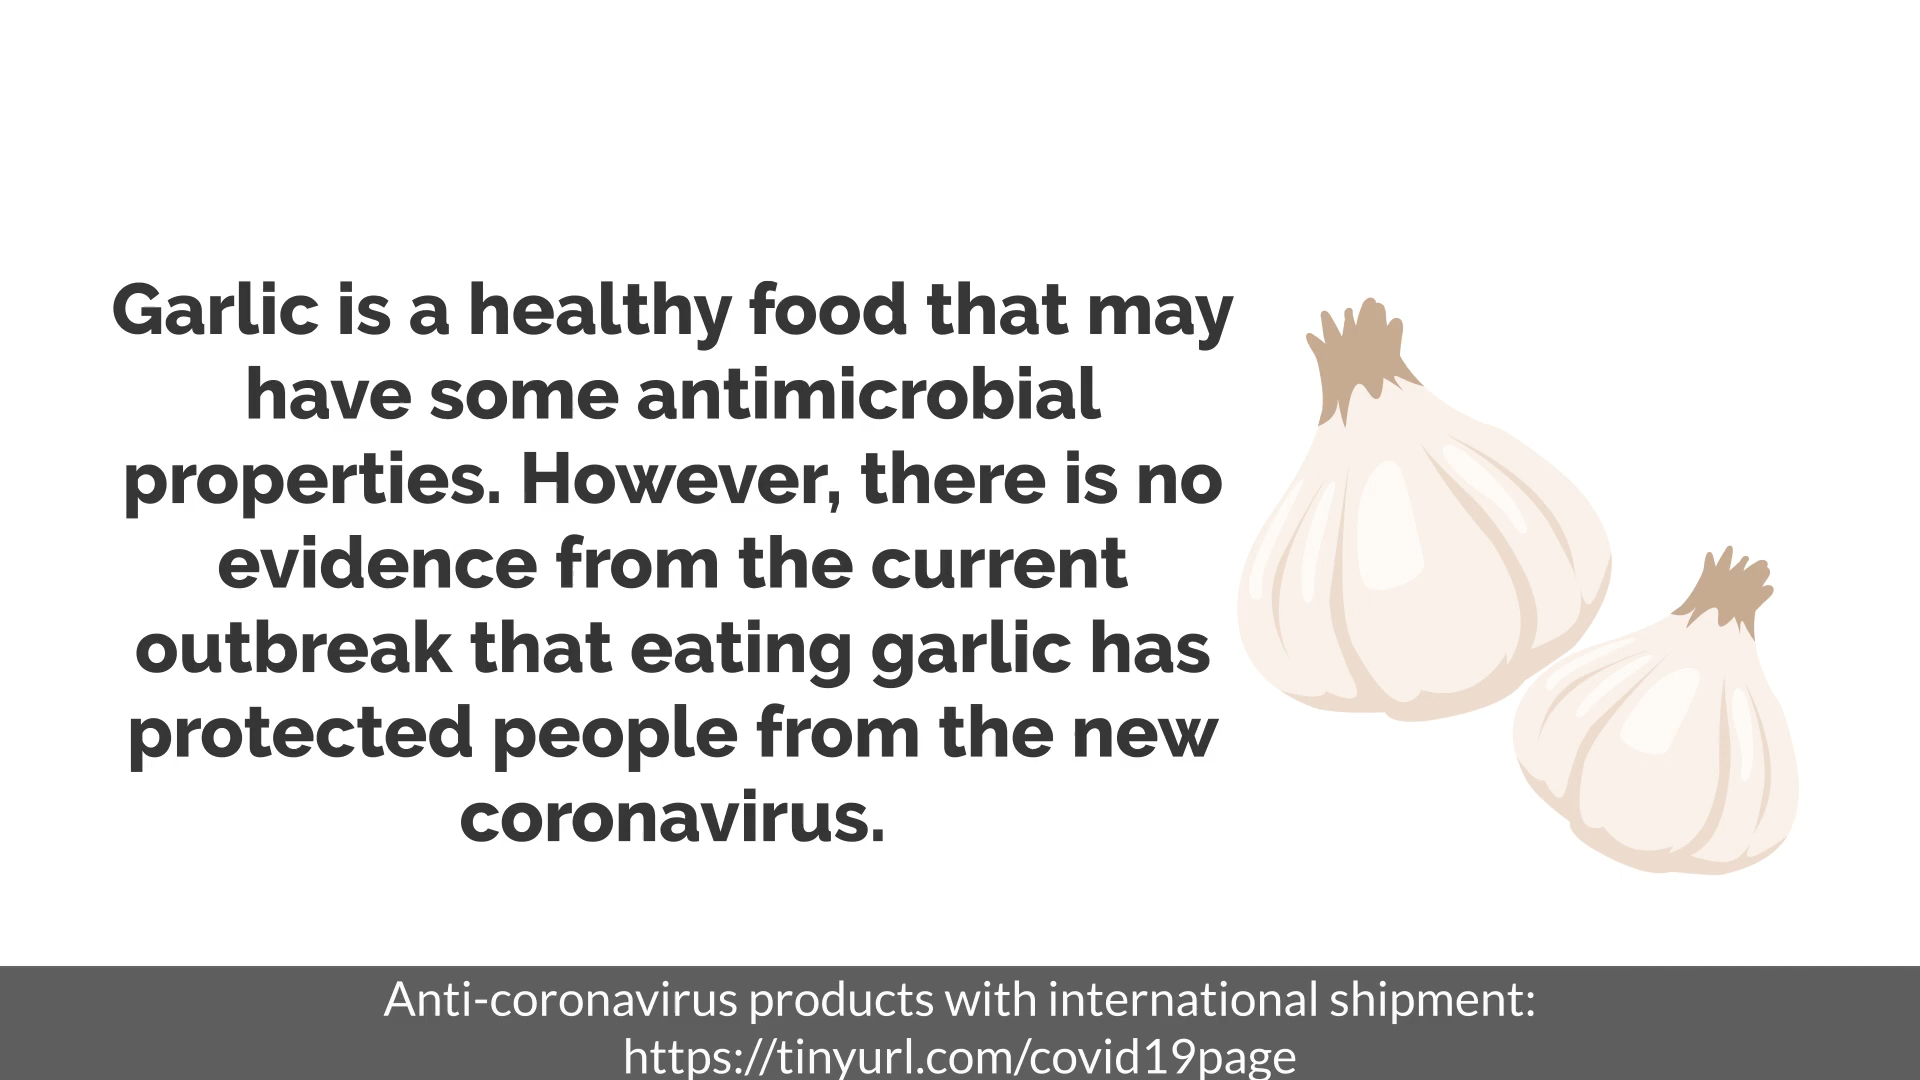 Garlic is a healthy food that may
have some antimicrobial
properties. However, there is no
evidence from the current
outbreak that eating garlic has
protected people from the new
coronavirus.
Anti-coronavirus products with international shipment:
https://tinyurl.com/covid19page